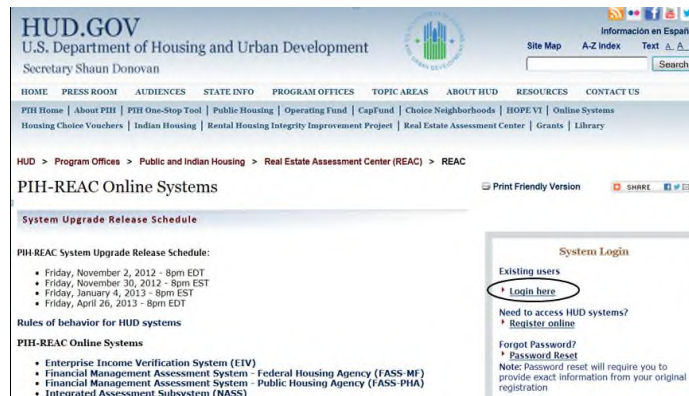 HUD.GOV
U.S. Department of Housing and Urban Development
Secretary Shaun Donovan
Información en Españ
Site Map A-Z Index Text A A
Search
HOME PRESS ROOM AUDIENCES STATE INFO PROGRAM OFFICES TOPIC AREAS ABOUT HUD RESOURCES CONTACT US
PIH Home | About PIH | PIH One-Stop Tool | Public Housing | Operating Fund | CapFund | Choice Neighborhoods | HOPE VI | Online Systems
Housing Choice Vouchers | Indian Housing | Rental Housing Integrity Improvement Project | Real Estate Assessment Center | Grants | Library
HUD > Program Offices > Public and Indian Housing > Real Estate Assessment Center (REAC) > REAC
PIH-REAC Online Systems
Print Friendly Version
SHARE
System Upgrade Release Schedule
PIH-REAC System Upgrade Release Schedule:
• Friday, November 2, 2012 - 8pm EDT
• Friday, November 30, 2012 - 8pm EST
• Friday, January 4, 2013 - 8pm EST
• Friday, April 26, 2013 - 8pm EDT
Rules of behavior for HUD systems
PIH-REAC Online Systems
• Enterprise Income Verification System (EIV)
• Financial Management Assessment System - Federal Housing Agency (FASS-MF)
• Financial Management Assessment System - Public Housing Agency (FASS-PHA)
• Integrated Assessment Subsystem (NASS)
System Login
Existing users
Login here
Need to access HUD systems?
Register online
Forgot Password?
Password Reset
Note: Password reset will require you to
provide exact information from your original
registration